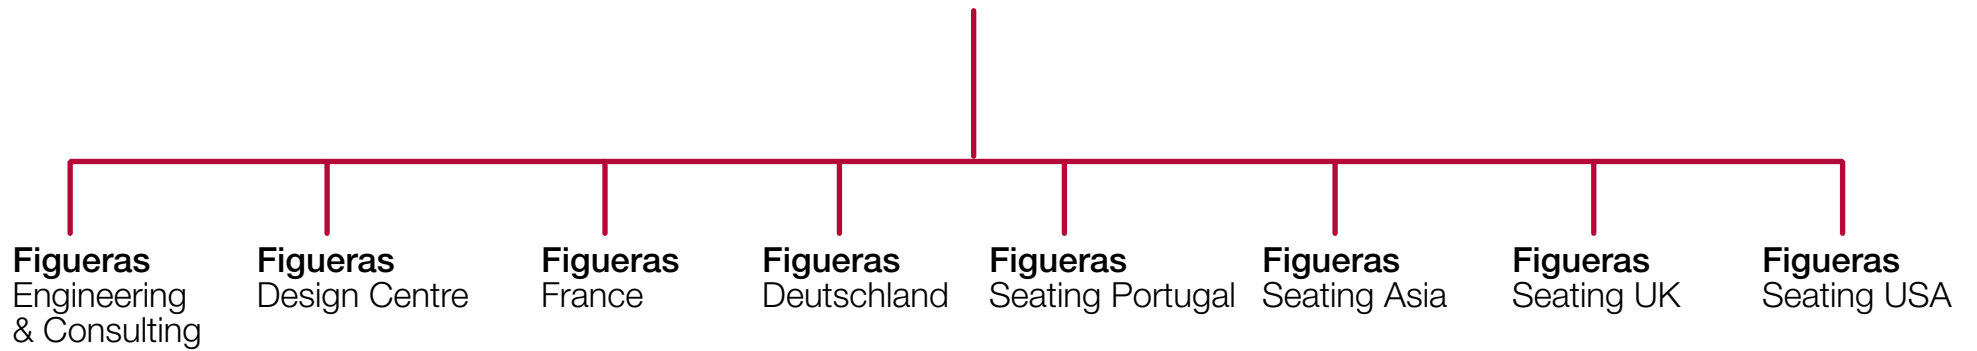 Figueras
Engineering
& Consulting
Figueras
Design Centre
Figueras
France
Figueras
Deutschland
Figueras
Seating Portugal
Figueras
Seating Asia
Figueras
Seating UK
Figueras
Seating USA